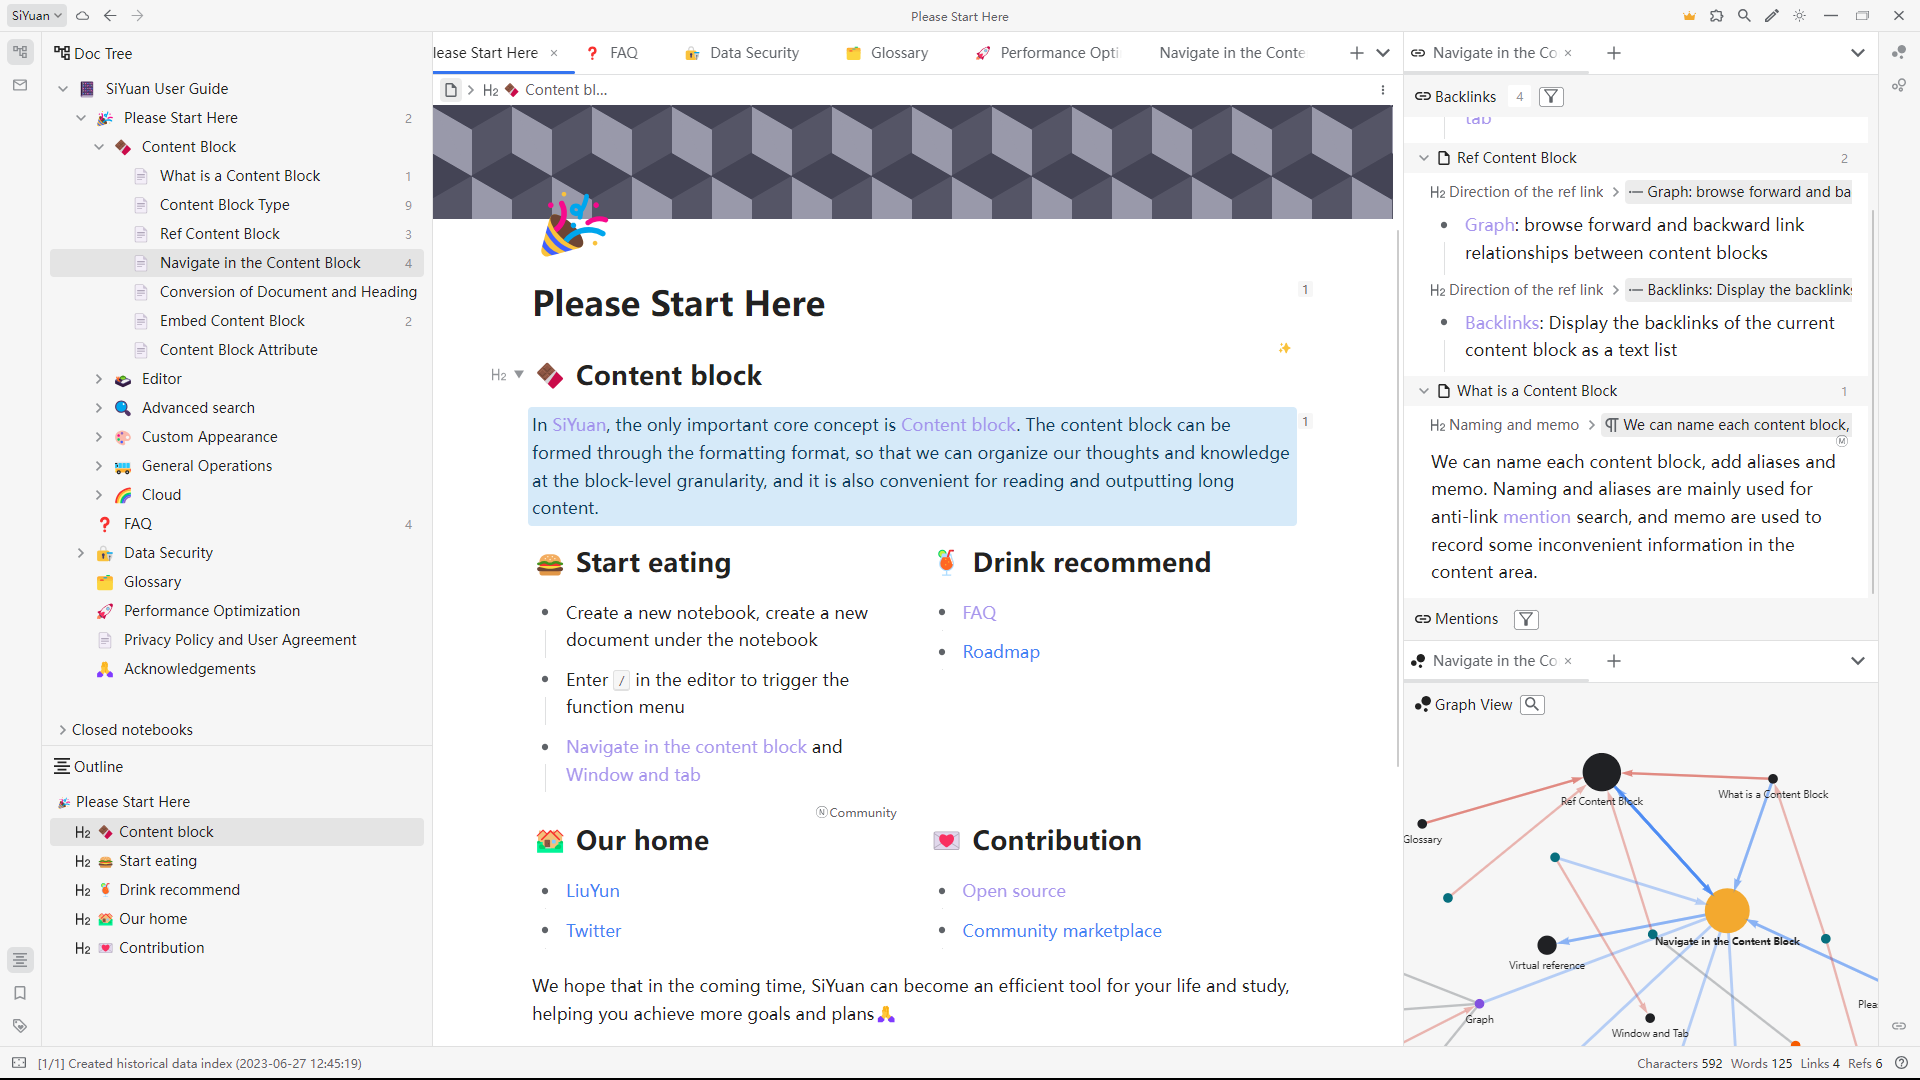 SiYuan
Please Start Here
Doc Tree
SiYuan User Guide
Please Start Here 2
Content Block
What is a Content Block 1
Content Block Type 9
Ref Content Block 3
Navigate in the Content Block 4
Conversion of Document and Heading
Embed Content Block 2
Content Block Attribute
Editor
Advanced search
Custom Appearance
General Operations
Cloud
FAQ 4
Data Security
Glossary
Performance Optimization
Privacy Policy and User Agreement
Acknowledgements
Closed notebooks
Outline
Please Start Here
H2 Content block
H2 Start eating
H2 Drink recommend
H2 Our home
H2 Contribution
lease Start Here
FAQ
Data Security
Glossary
Performance Opti
Navigate in the Conte
H2 Content bl...
Please Start Here
1
H2 Content block
In SiYuan, the only important core concept is Content block. The content block can be
1
formed through the formatting format, so that we can organize our thoughts and knowledge
at the block-level granularity, and it is also convenient for reading and outputting long
content.
Start eating
Create a new notebook, create a new
document under the notebook
Enter / in the editor to trigger the
function menu
Navigate in the content block and
Window and tab
Drink recommend
FAQ
Roadmap
N Community
Our home
LiuYun
Twitter
Contribution
Open source
Community marketplace
We hope that in the coming time, SiYuan can become an efficient tool for your life and study,
helping you achieve more goals and plans
Navigate in the Co
Backlinks 4
tab
Ref Content Block 2
H2 Direction of the ref link > Graph: browse forward and ba
Graph: browse forward and backward link
relationships between content blocks
H2 Direction of the ref link > Backlinks: Display the backlinks
Backlinks: Display the backlinks of the current
content block as a text list
What is a Content Block 1
H2 Naming and memo > ¶ We can name each content block,
M
We can name each content block, add aliases and
memo. Naming and aliases are mainly used for
anti-link mention search, and memo are used to
record some inconvenient information in the
content area.
Mentions
Navigate in the Co
Graph View
Ref Content Block
What is a Content Block
Glossary
Navigate in the Content Block
Virtual reference
Graph
Window and Tab
Pleas
[1/1] Created historical data index (2023-06-27 12:45:19)
Characters 592 Words 125 Links 4 Refs 6